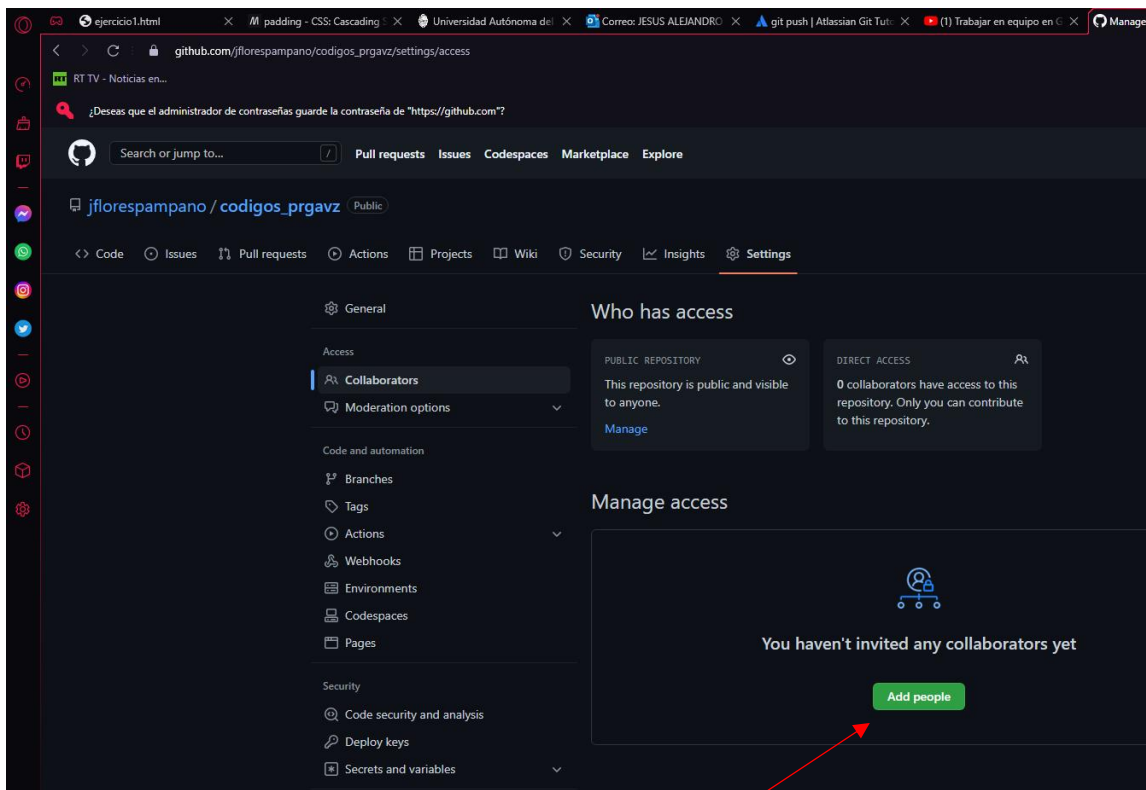 ejercicio1.html
padding - CSS: Cascading S
Universidad Autónoma del
Correo: JESUS ALEJANDRO
git push | Atlassian Git Tuto
(1) Trabajar en equipo en G
Manage
github.com/jflorespampano/codigos_prgavz/settings/access
RT RT TV - Noticias en...
¿Deseas que el administrador de contraseñas guarde la contraseña de "https://github.com"?
Search or jump to... /
Pull requests Issues Codespaces Marketplace Explore
jflorespampano / codigos_prgavz Public
<> Code Issues Pull requests Actions Projects Wiki Security Insights Settings
General
Access
Collaborators
Moderation options
Code and automation
Branches
Tags
Actions
Webhooks
Environments
Codespaces
Pages
Security
Code security and analysis
Deploy keys
Secrets and variables
Who has access
PUBLIC REPOSITORY
This repository is public and visible
to anyone.
Manage
DIRECT ACCESS
0 collaborators have access to this
repository. Only you can contribute
to this repository.
Manage access
You haven't invited any collaborators yet
Add people